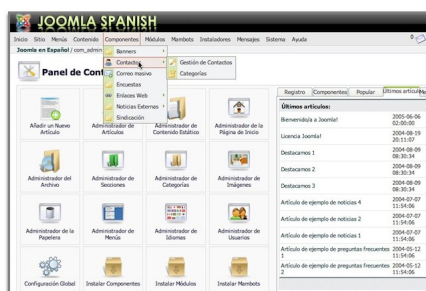 JOOMLA SPANISH
Inicio Sitio Menús Contenido Componentes Módulos Mambots Instaladores Mensajes Sistema Ayuda 0
Joomla en Español / com_admin
Banners
Contactos
Correo masivo
Encuestas
Enlaces Web
Noticias Externas
Sindicación
Gestión de Contactos
Categorías
Panel de Cont
Registro Componentes Popular Últimos artículos
Añadir un Nuevo Artículo
Administrador de Artículos
Administrador de Contenido Estático
Administrador de la Página de Inicio
Administrador del Archivo
Administrador de Secciones
Administrador de Categorías
Administrador de Imágenes
Administrador de la Papelera
Administrador de Menús
Administrador de Idiomas
Administrador de Usuarios
Configuración Global
Instalar Componentes
Instalar Módulos
Instalar Mambots
Últimos artículos:
Bienvenido/a a Joomla! 2005-06-06 02:00:00
Licencia Joomla! 2004-08-19 20:11:07
Destacamos 1 2004-08-09 08:30:34
Destacamos 2 2004-08-09 08:30:34
Destacamos 3 2004-08-09 08:30:34
Artículo de ejemplo de noticias 4 2004-07-07 11:54:06
Artículo de ejemplo de noticias 2 2004-07-07 11:54:06
Artículo de ejemplo de noticias 1 2004-07-07 11:54:06
Artículo de ejemplo de preguntas frecuentes 1 2004-05-12 11:54:06
Artículo de ejemplo de preguntas frecuentes 2 2004-05-12 11:54:06